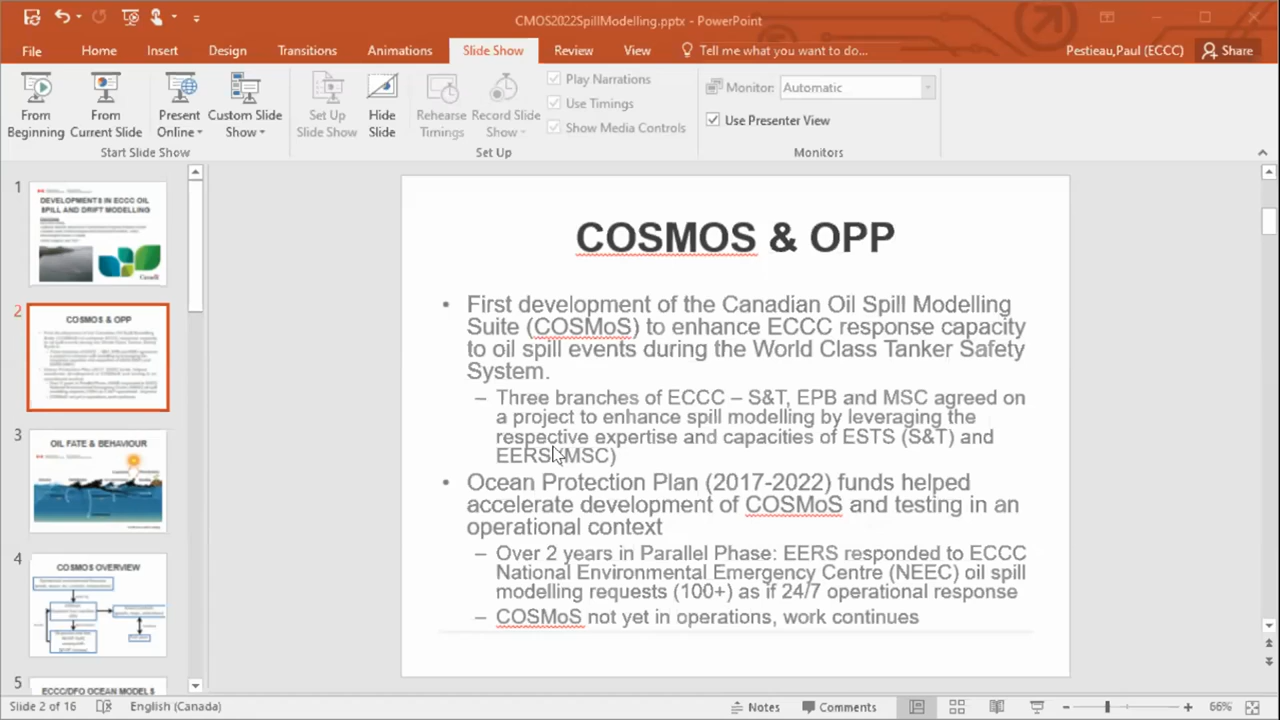 CMOS2022SpillModelling.pptx - PowerPoint
File Home Insert Design Transitions Animations Slide Show Review View Tell me what you want to do... Pestieau,Paul (ECCC) Share
From Beginning
From Current Slide
Present Online
Custom Slide Show
Start Slide Show
Set Up Slide Show
Hide Slide
Rehearse Timings
Record Slide Show
Play Narrations
Use Timings
Show Media Controls
Set Up
Monitor: Automatic
Use Presenter View
Monitors
1
DEVELOPMENTS IN ECCC OIL
SPILL AND DRIFT MODELLING
Canada
2
COSMOS & OPP
3
OIL FATE & BEHAVIOUR
4
COSMOS OVERVIEW
5
ECCC/DFO OCEAN MODELS
COSMOS & OPP
• First development of the Canadian Oil Spill Modelling
Suite (COSMoS) to enhance ECCC response capacity
to oil spill events during the World Class Tanker Safety
System.
– Three branches of ECCC – S&T, EPB and MSC agreed on
a project to enhance spill modelling by leveraging the
respective expertise and capacities of ESTS (S&T) and
EERS(MSC)
• Ocean Protection Plan (2017-2022) funds helped
accelerate development of COSMoS and testing in an
operational context
– Over 2 years in Parallel Phase: EERS responded to ECCC
National Environmental Emergency Centre (NEEC) oil spill
modelling requests (100+) as if 24/7 operational response
– COSMoS not yet in operations, work continues
Slide 2 of 16 English (Canada) Notes Comments 66%